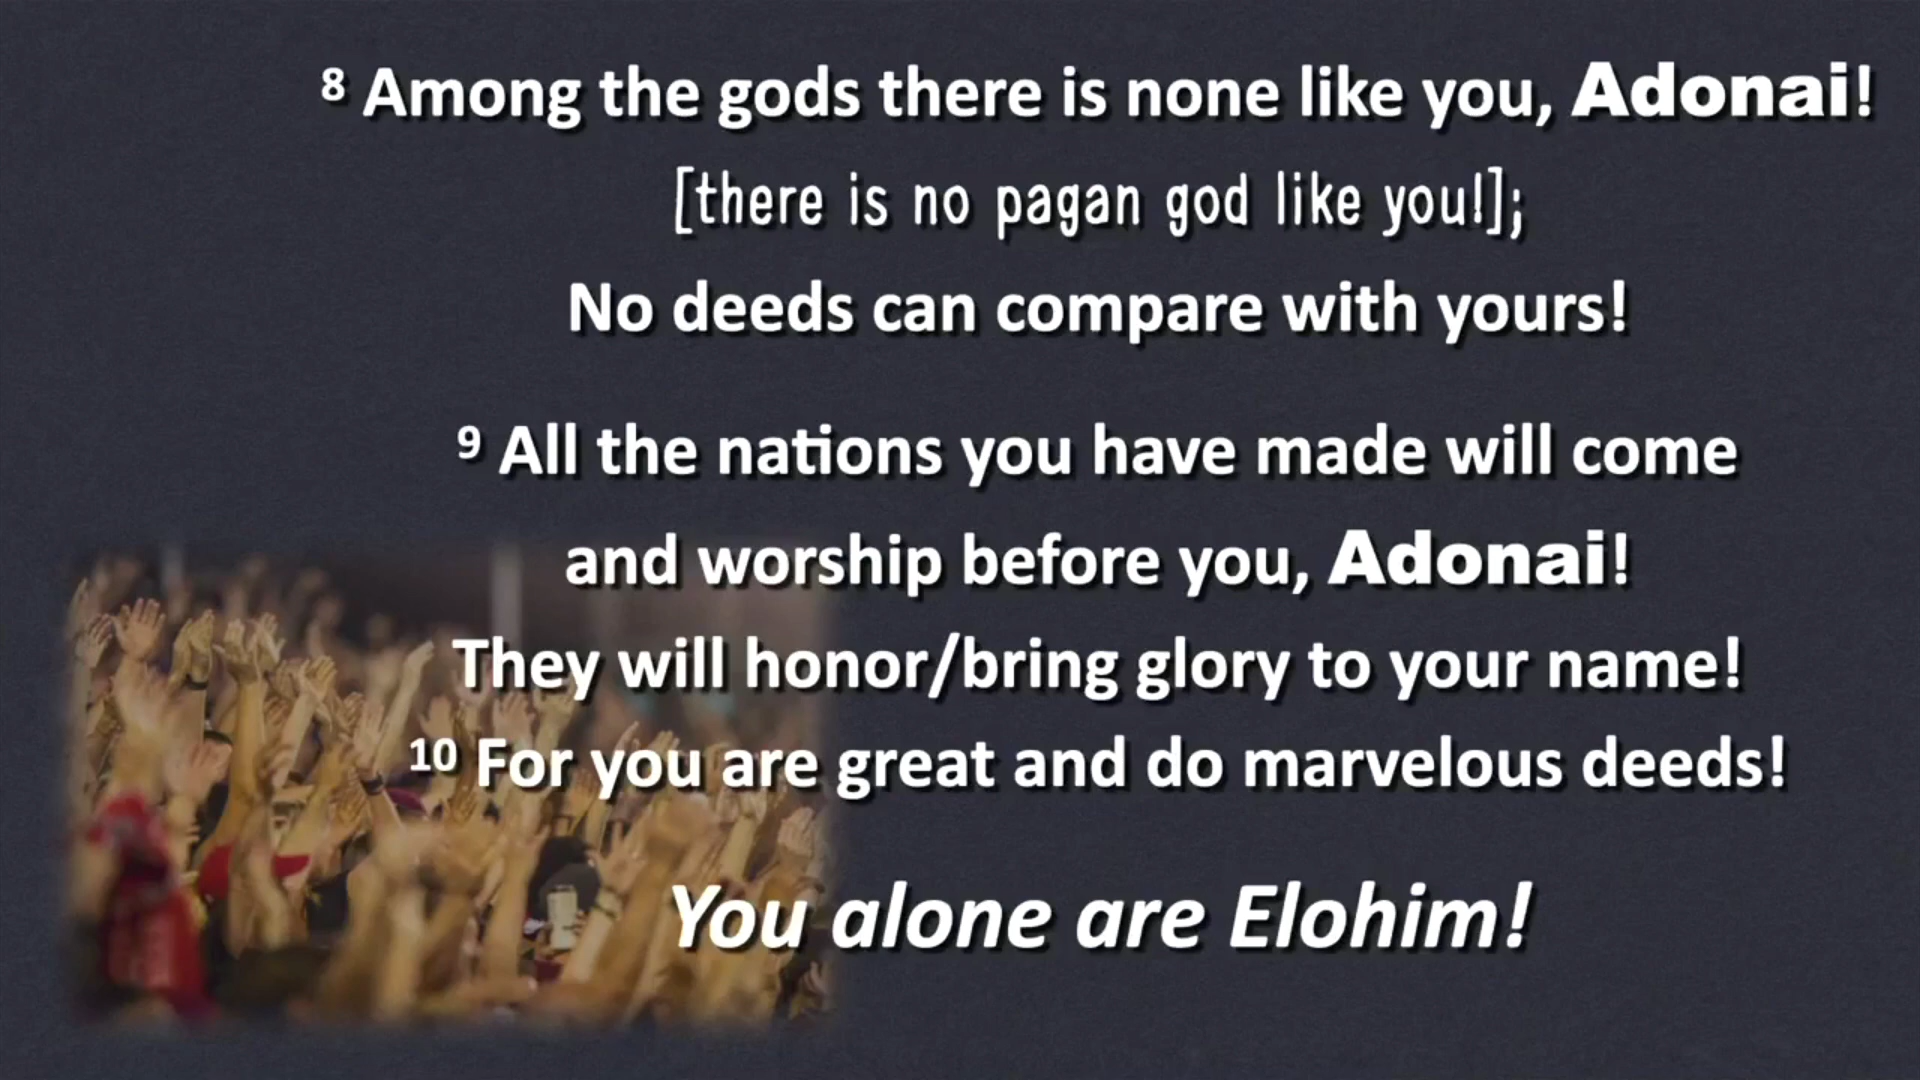 8 Among the gods there is none like you, Adonai!
[there is no pagan god like you!];
No deeds can compare with yours!
9 All the nations you have made will come
and worship before you, Adonai!
They will honor/bring glory to your name!
10 For you are great and do marvelous deeds!
You alone are Elohim!